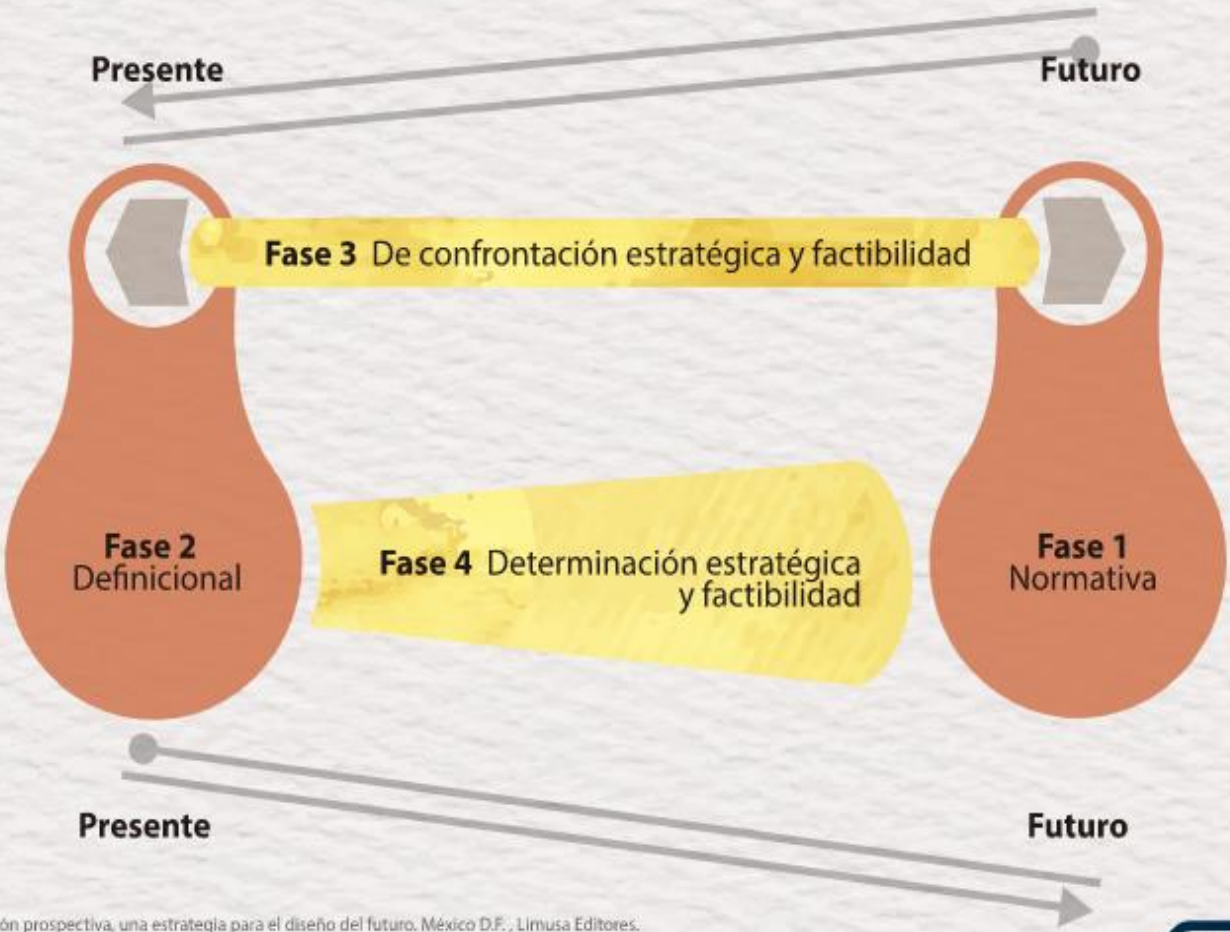 Presente
Futuro
Fase 3 De confrontación estratégica y factibilidad
Fase 2
Definicional
Fase 4 Determinación estratégica
y factibilidad
Fase 1
Normativa
Presente
Futuro
ón prospectiva, una estrategia para el diseño del futuro. México D.F., Limusa Editores.